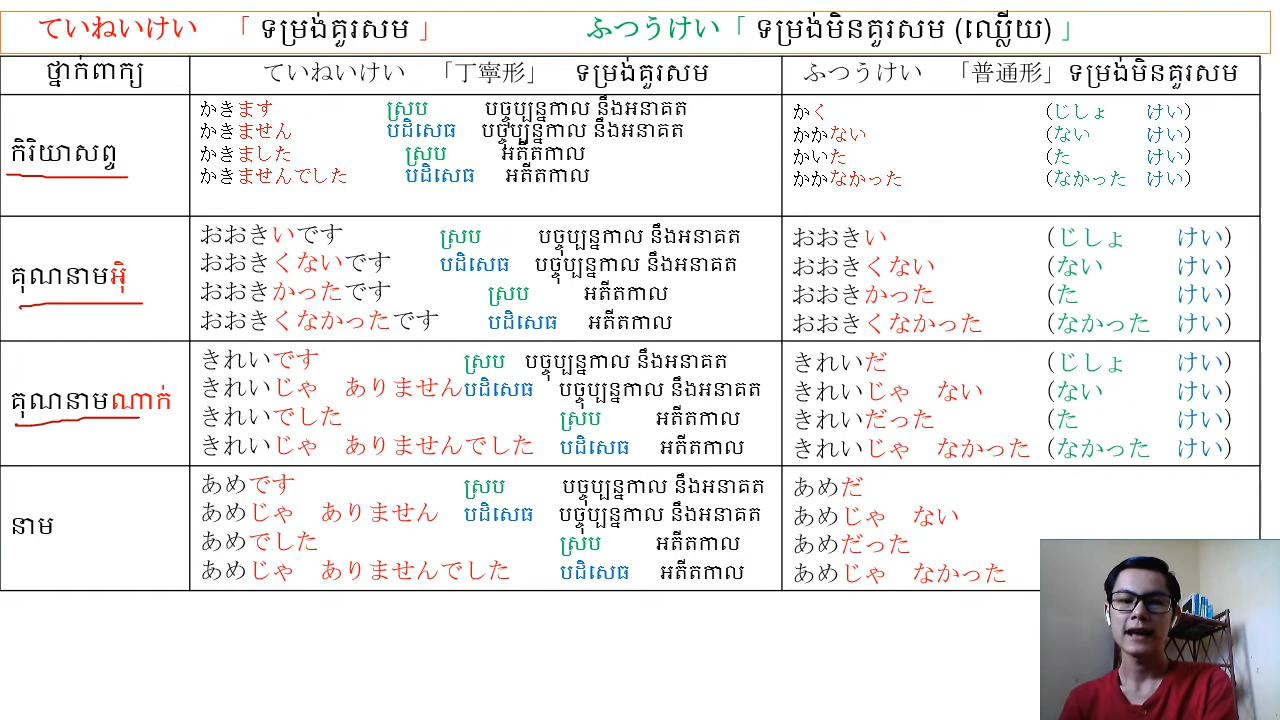 ていねいけい 「 ទម្រង់គួរសម 」 ふつうけい「 ទម្រង់មិនគួរសម (ឈ្លើយ) 」
ថ្នាក់ពាក្យ ていねいけい 「丁寧形」 ទម្រង់គួរសម ふつうけい 「普通形」 ទម្រង់មិនគួរសម
កិរិយាសព្ទ
かきます ស្រប បច្ចុប្បន្នកាល នឹងអនាគត かく (じしょ けい)
かきません បដិសេធ បច្ចុប្បន្នកាល នឹងអនាគត かかない (ない けい)
かきました ស្រប អតីតកាល かいた (た けい)
かきませんでした បដិសេធ អតីតកាល かかなかった (なかった けい)
គុណនាមអ៊ិ
おおきいです ស្រប បច្ចុប្បន្នកាល នឹងអនាគត おおきい (じしょ けい)
おおきくないです បដិសេធ បច្ចុប្បន្នកាល នឹងអនាគត おおきくない (ない けい)
おおきかったです ស្រប អតីតកាល おおきかった (た けい)
おおきくなかったです បដិសេធ អតីតកាល おおきくなかった (なかった けい)
គុណនាមណាក់
きれいです ស្រប បច្ចុប្បន្នកាល នឹងអនាគត きれいだ (じしょ けい)
きれいじゃ ありません បដិសេធ បច្ចុប្បន្នកាល នឹងអនាគត きれいじゃ ない (ない けい)
きれいでした ស្រប អតីតកាល きれいだった (た けい)
きれいじゃ ありませんでした បដិសេធ អតីតកាល きれいじゃ なかった (なかった けい)
នាម
あめです ស្រប បច្ចុប្បន្នកាល នឹងអនាគត あめだ
あめじゃ ありません បដិសេធ បច្ចុប្បន្នកាល នឹងអនាគត あめじゃ ない
あめでした ស្រប អតីតកាល あめだった
あめじゃ ありませんでした បដិសេធ អតីតកាល あめじゃ なかった